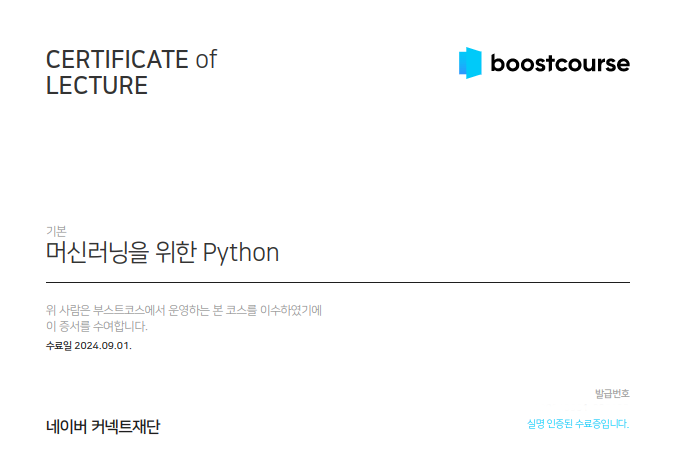 CERTIFICATE of
LECTURE
boostcourse
기본
머신러닝을 위한 Python
위 사람은 부스트코스에서 운영하는 본 코스를 이수하였기에
이 증서를 수여합니다.
수료일 2024.09.01.
발급번호
네이버 커넥트재단
실명 인증된 수료증입니다.